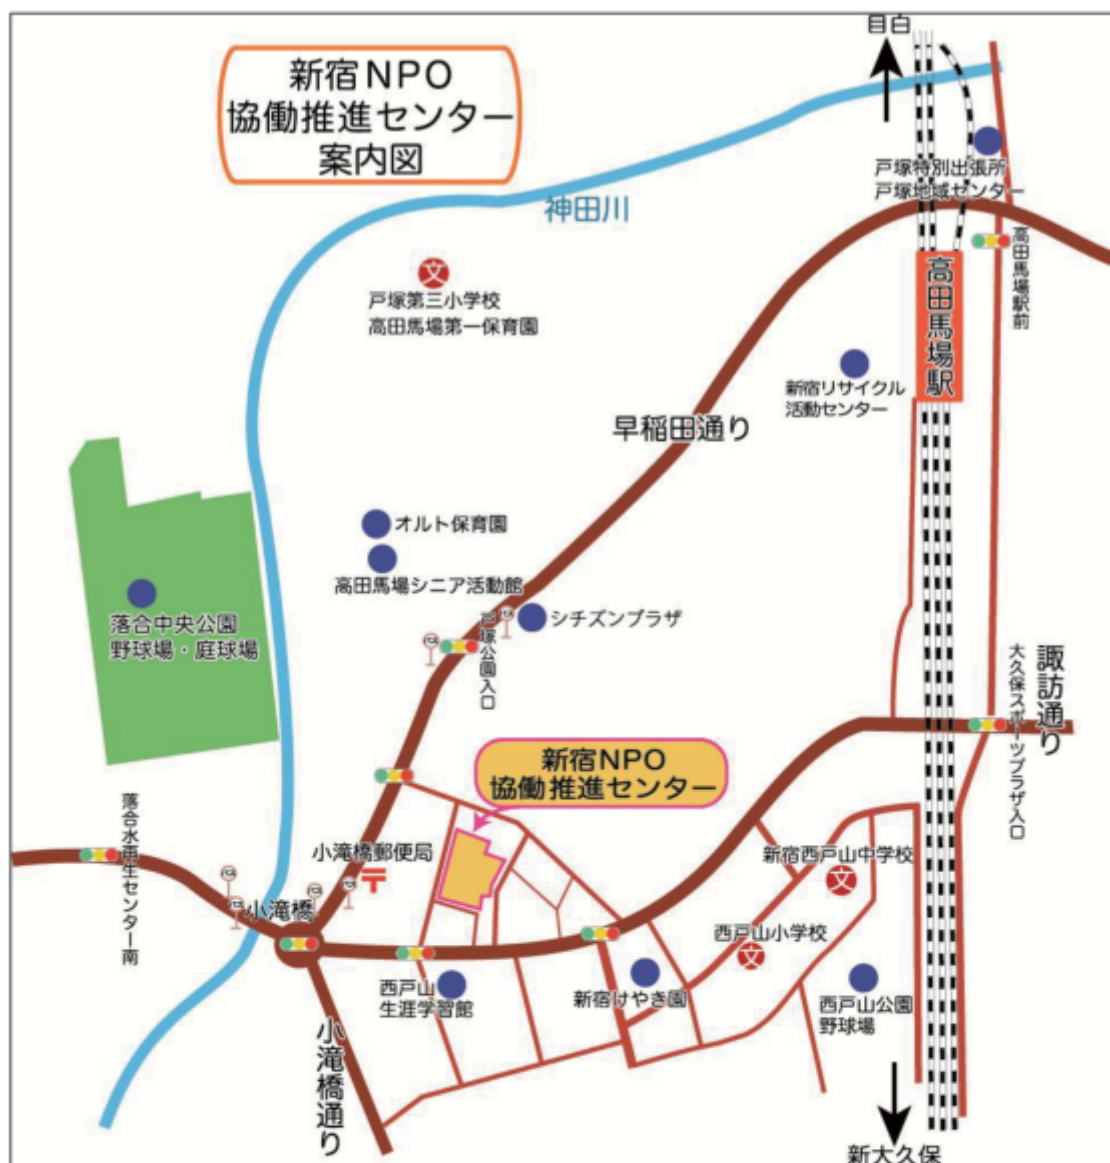 目白
新宿NPO
協働推進センター
案内図
戸塚特別出張所
戸塚地域センター
神田川
高田馬場駅前
文
戸塚第三小学校
高田馬場第一保育園
高田馬場駅
新宿リサイクル
活動センター
早稲田通り
オルト保育園
高田馬場シニア活動館
落合中央公園
野球場・庭球場
シチズンプラザ
戸塚公園入口
諏訪通り
大久保スポーツプラザ入口
新宿NPO
協働推進センター
落合水再生センター南
小滝橋郵便局
〒
新宿西戸山中学校
文
小滝橋
西戸山小学校
文
西戸山
生涯学習館
新宿けやき園
西戸山公園
野球場
小滝橋通り
新大久保